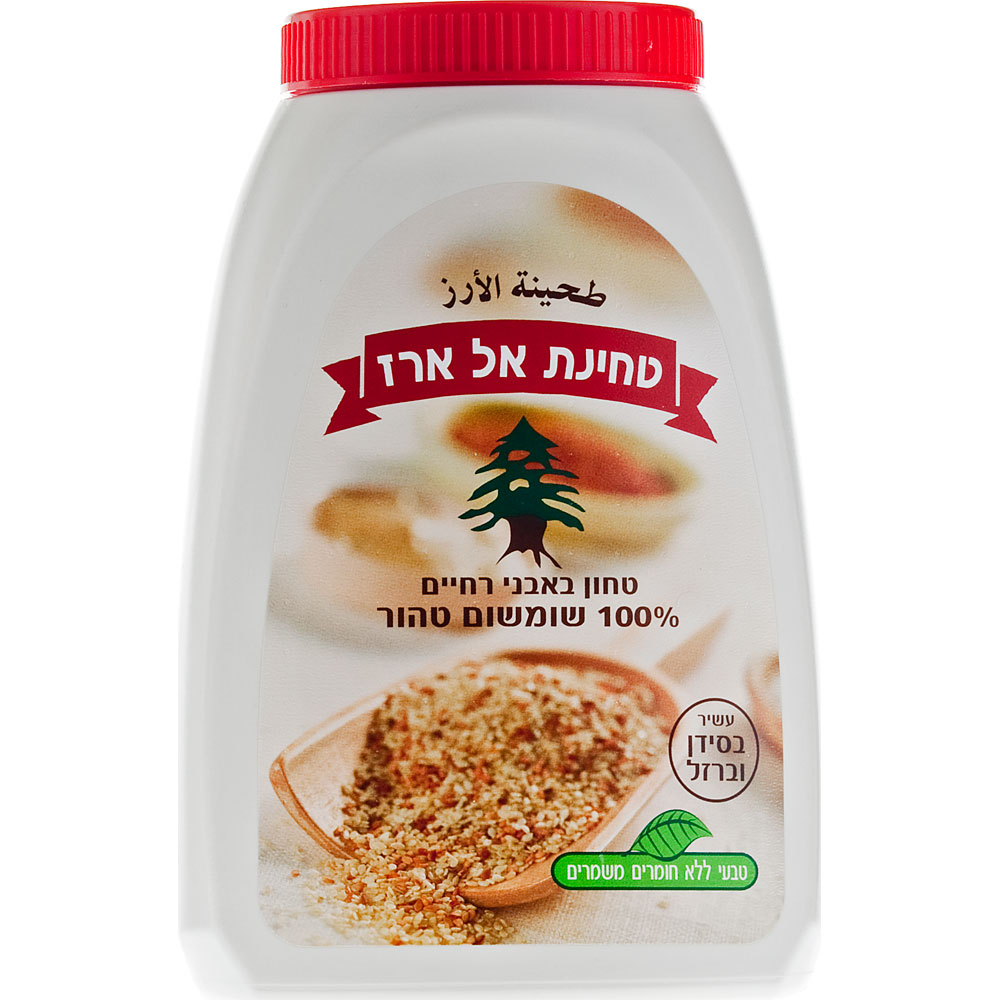 طحينة الأرز
טחינת אל ארז
טחון באבני רחיים
100% שומשום טהור
עשיר
בסידן
וברזל
טבעי ללא חומרים משמרים